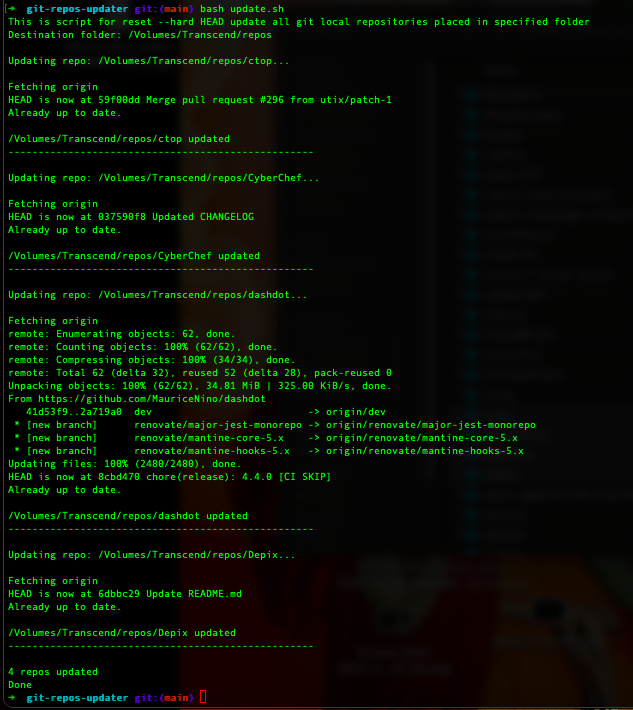 [➜  git-repos-updater git:(main) bash update.sh
This is script for reset --hard HEAD update all git local repositories placed in specified folder
Destination folder: /Volumes/Transcend/repos
Updating repo: /Volumes/Transcend/repos/ctop...
Fetching origin
HEAD is now at 59f00dd Merge pull request #296 from utix/patch-1
Already up to date.
/Volumes/Transcend/repos/ctop updated
---------------------------------------------------
Updating repo: /Volumes/Transcend/repos/CyberChef...
Fetching origin
HEAD is now at 037590f8 Updated CHANGELOG
Already up to date.
/Volumes/Transcend/repos/CyberChef updated
---------------------------------------------------
Updating repo: /Volumes/Transcend/repos/dashdot...
Fetching origin
remote: Enumerating objects: 62, done.
remote: Counting objects: 100% (62/62), done.
remote: Compressing objects: 100% (34/34), done.
remote: Total 62 (delta 32), reused 52 (delta 28), pack-reused 0
Unpacking objects: 100% (62/62), 34.81 MiB | 325.00 KiB/s, done.
From https://github.com/MauriceNino/dashdot
   41d53f9..2a719a0  dev                            -> origin/dev
 * [new branch]      renovate/major-jest-monorepo -> origin/renovate/major-jest-monorepo
 * [new branch]      renovate/mantine-core-5.x    -> origin/renovate/mantine-core-5.x
 * [new branch]      renovate/mantine-hooks-5.x   -> origin/renovate/mantine-hooks-5.x
Updating files: 100% (2480/2480), done.
HEAD is now at 8cbd470 chore(release): 4.4.0 [CI SKIP]
Already up to date.
/Volumes/Transcend/repos/dashdot updated
---------------------------------------------------
Updating repo: /Volumes/Transcend/repos/Depix...
Fetching origin
HEAD is now at 6dbbc29 Update README.md
Already up to date.
/Volumes/Transcend/repos/Depix updated
---------------------------------------------------
4 repos updated
Done
➜  git-repos-updater git:(main)